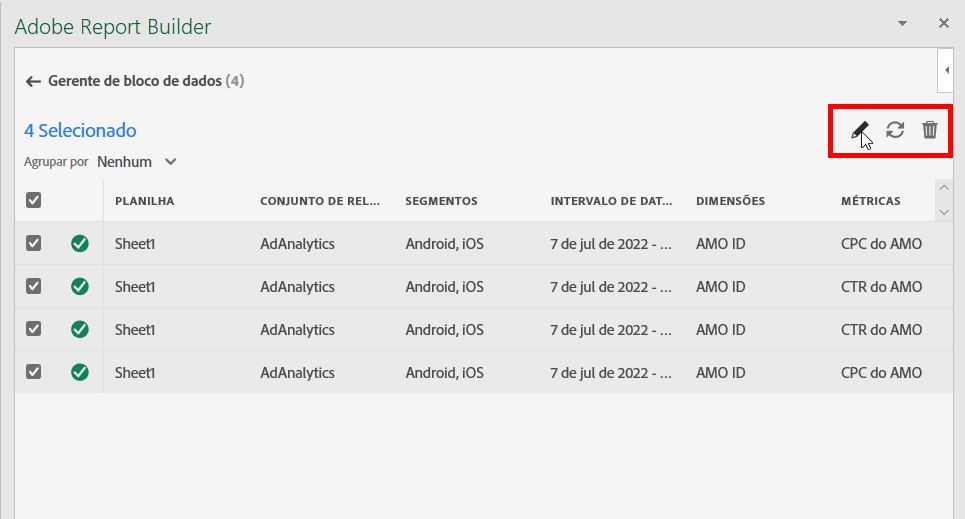 Adobe Report Builder
Gerente de bloco de dados (4)
4 Selecionado
Agrupar por Nenhum
PLANILHA CONJUNTO DE REL... SEGMENTOS INTERVALO DE DAT... DIMENSÕES MÉTRICAS
Sheet1 AdAnalytics Android, iOS 7 de jul de 2022 - ... AMO ID CPC do AMO
Sheet1 AdAnalytics Android, iOS 7 de jul de 2022 - ... AMO ID CTR do AMO
Sheet1 AdAnalytics Android, iOS 7 de jul de 2022 - ... AMO ID CTR do AMO
Sheet1 AdAnalytics Android, iOS 7 de jul de 2022 - ... AMO ID CPC do AMO